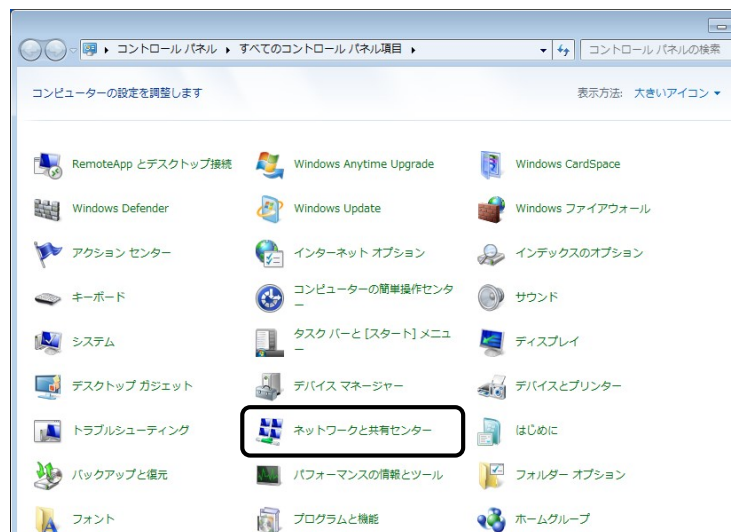 コントロール パネル すべてのコントロール パネル項目 コントロール パネルの検索
コンピューターの設定を調整します 表示方法: 大きいアイコン
RemoteApp とデスクトップ接続 Windows Anytime Upgrade Windows CardSpace
Windows Defender Windows Update Windows ファイアウォール
アクション センター インターネット オプション インデックスのオプション
キーボード コンピューターの簡単操作センタ
ー サウンド
システム タスク バーと [スタート] メニュ
ー ディスプレイ
デスクトップ ガジェット デバイス マネージャー デバイスとプリンター
トラブルシューティング ネットワークと共有センター はじめに
バックアップと復元 パフォーマンスの情報とツール フォルダー オプション
フォント プログラムと機能 ホームグループ